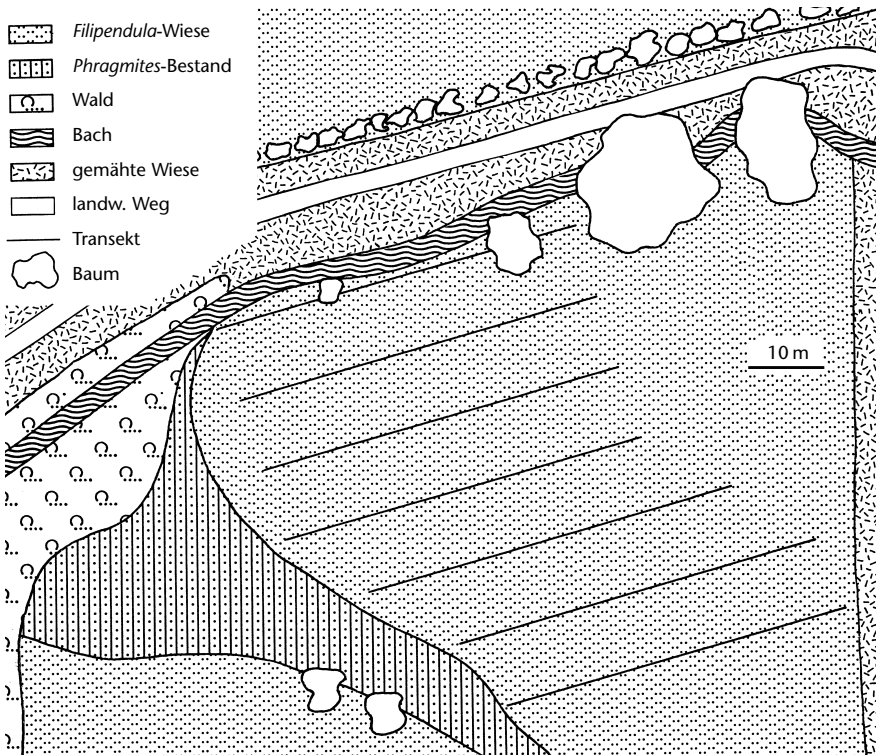 Filipendula-Wiese
Phragmites-Bestand
Wald
Bach
gemähte Wiese
landw. Weg
Transekt
Baum
10 m